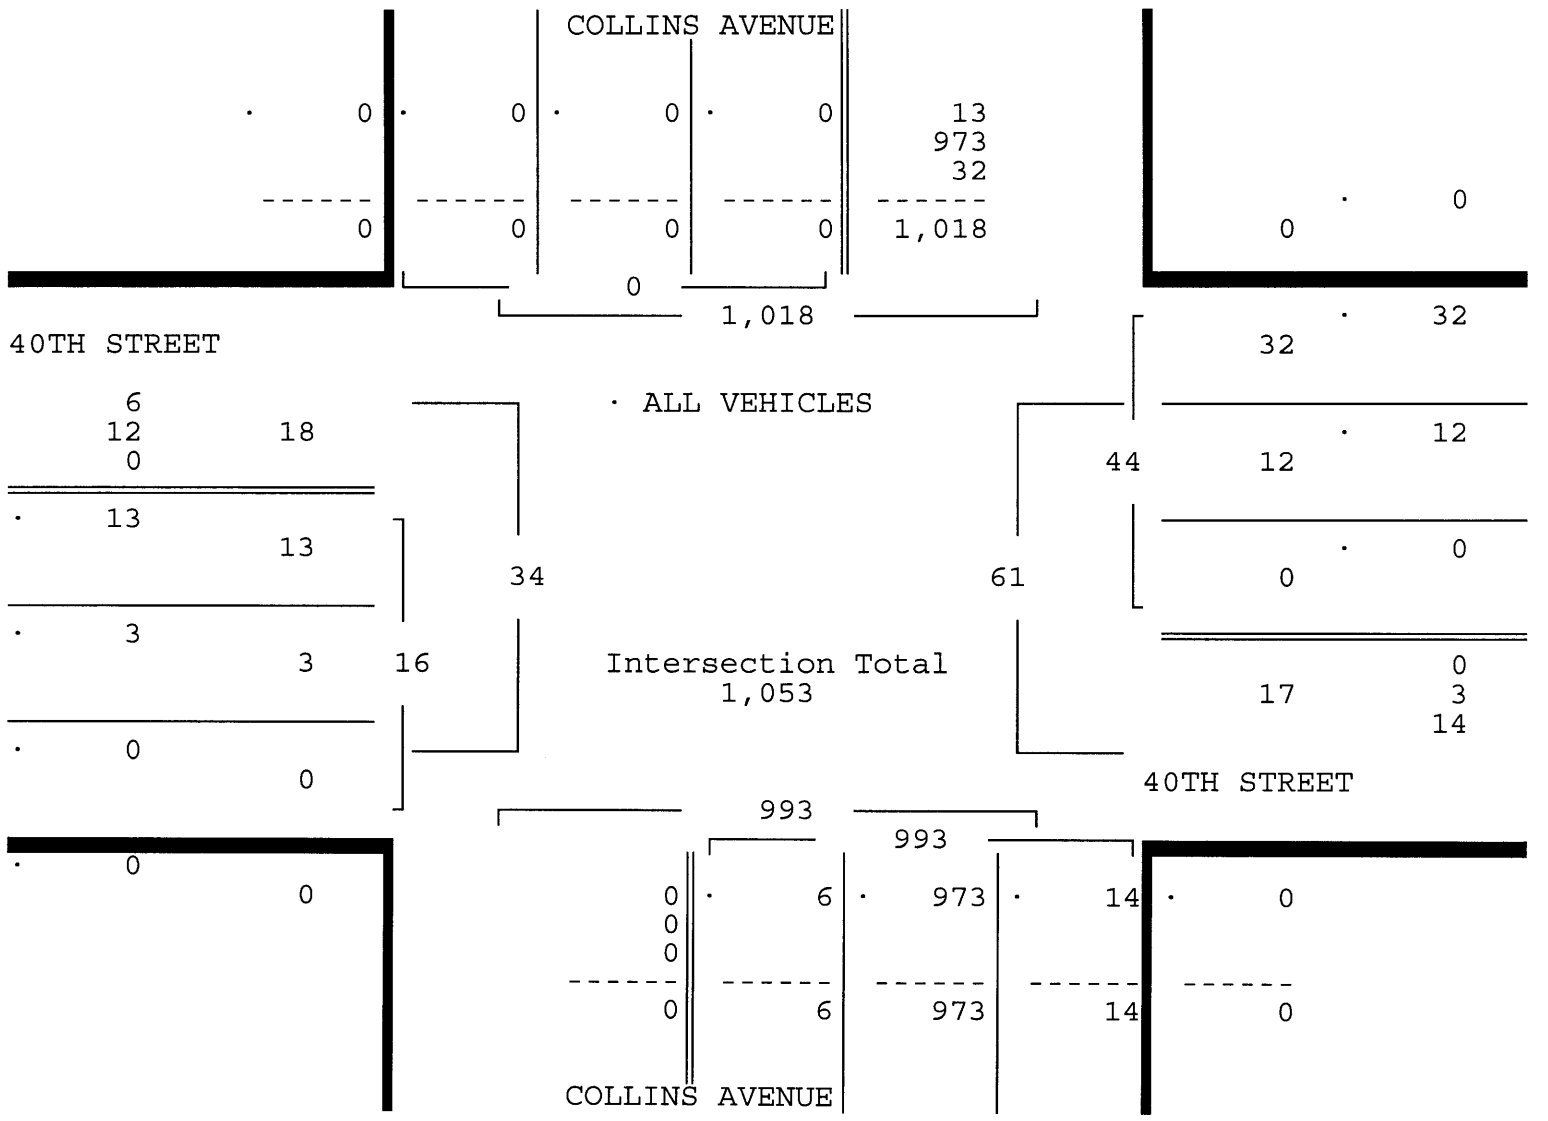 COLLINS AVENUE
· 0 · 0 · 0 · 0 13
973
32
------ ------ ------ ------ ------
· 0
0 0 0 0 1,018 0
0
1,018 · 32
40TH STREET 32
6 · ALL VEHICLES
12 18 · 12
0 44 12
· 13
13 · 0
34 61 0
· 3
3 16 Intersection Total 0
1,053 17 3
14
· 0
0 40TH STREET
993
993
· 0
0 0 · 6 · 973 · 14 · 0
0
0
------ ------ ------ ------ ------
0 6 973 14 0
COLLINS AVENUE